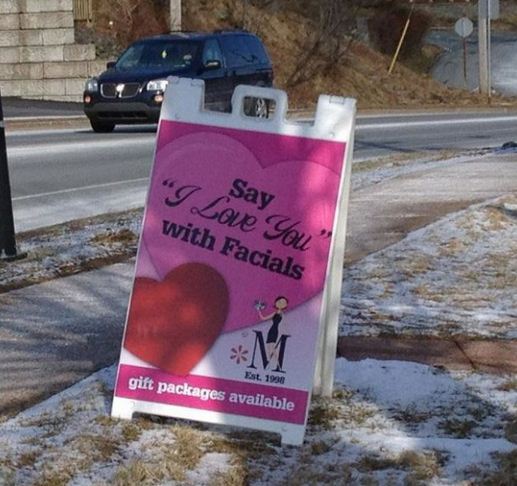 Say
"I Love You"
with Facials
M
Est. 1998
gift packages available